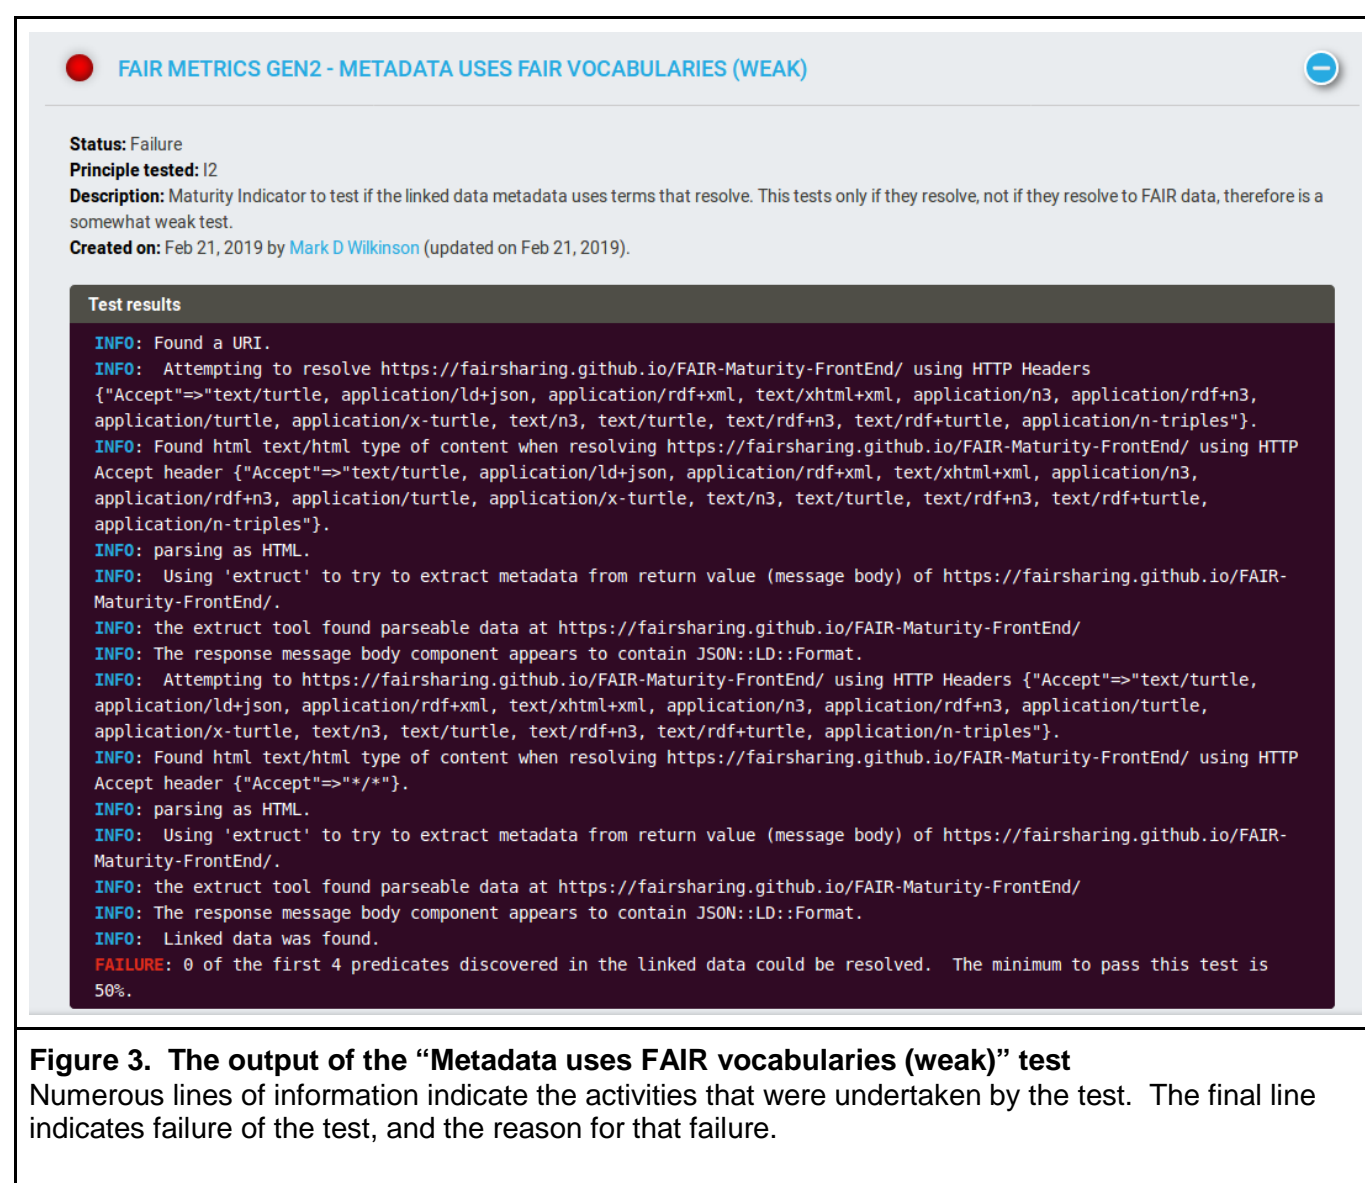 FAIR METRICS GEN2 - METADATA USES FAIR VOCABULARIES (WEAK)
Status: Failure
Principle tested: I2
Description: Maturity Indicator to test if the linked data metadata uses terms that resolve. This tests only if they resolve, not if they resolve to FAIR data, therefore is a
somewhat weak test.
Created on: Feb 21, 2019 by Mark D Wilkinson (updated on Feb 21, 2019).
Test results
INFO: Found a URI.
INFO:  Attempting to resolve https://fairsharing.github.io/FAIR-Maturity-FrontEnd/ using HTTP Headers
{"Accept"=>"text/turtle, application/ld+json, application/rdf+xml, text/xhtml+xml, application/n3, application/rdf+n3,
application/turtle, application/x-turtle, text/n3, text/turtle, text/rdf+n3, text/rdf+turtle, application/n-triples"}.
INFO: Found html text/html type of content when resolving https://fairsharing.github.io/FAIR-Maturity-FrontEnd/ using HTTP
Accept header {"Accept"=>"text/turtle, application/ld+json, application/rdf+xml, text/xhtml+xml, application/n3,
application/rdf+n3, application/turtle, application/x-turtle, text/n3, text/turtle, text/rdf+n3, text/rdf+turtle,
application/n-triples"}.
INFO: parsing as HTML.
INFO:  Using 'extruct' to try to extract metadata from return value (message body) of https://fairsharing.github.io/FAIR-
Maturity-FrontEnd/.
INFO: the extruct tool found parseable data at https://fairsharing.github.io/FAIR-Maturity-FrontEnd/
INFO: The response message body component appears to contain JSON::LD::Format.
INFO:  Attempting to https://fairsharing.github.io/FAIR-Maturity-FrontEnd/ using HTTP Headers {"Accept"=>"text/turtle,
application/ld+json, application/rdf+xml, text/xhtml+xml, application/n3, application/rdf+n3, application/turtle,
application/x-turtle, text/n3, text/turtle, text/rdf+n3, text/rdf+turtle, application/n-triples"}.
INFO: Found html text/html type of content when resolving https://fairsharing.github.io/FAIR-Maturity-FrontEnd/ using HTTP
Accept header {"Accept"=>"*/*"}.
INFO: parsing as HTML.
INFO:  Using 'extruct' to try to extract metadata from return value (message body) of https://fairsharing.github.io/FAIR-
Maturity-FrontEnd/.
INFO: the extruct tool found parseable data at https://fairsharing.github.io/FAIR-Maturity-FrontEnd/
INFO: The response message body component appears to contain JSON::LD::Format.
INFO:  Linked data was found.
FAILURE: 0 of the first 4 predicates discovered in the linked data could be resolved.  The minimum to pass this test is
50%.
Figure 3.  The output of the “Metadata uses FAIR vocabularies (weak)” test
Numerous lines of information indicate the activities that were undertaken by the test.  The final line
indicates failure of the test, and the reason for that failure.